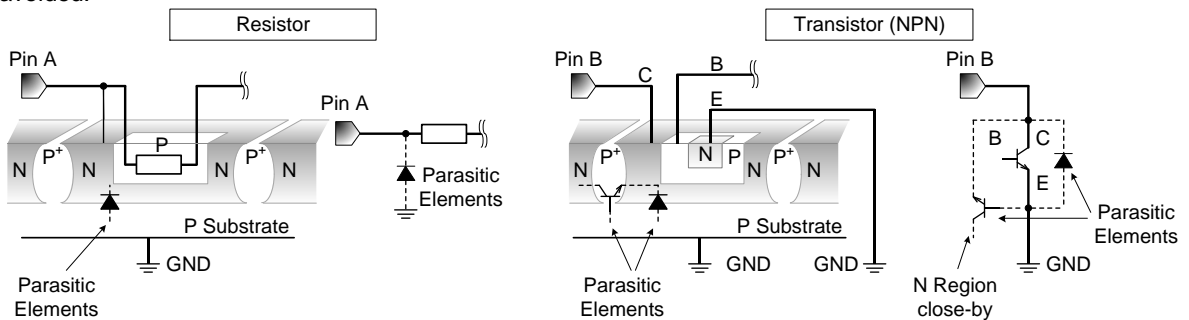 Resistor
Transistor (NPN)
Pin A
Pin A
N P+ N P P+ N
Parasitic
Elements
P Substrate
GND
Parasitic
Elements
Pin B
C B
E
N P+ N N P P+ N
P Substrate
GND GND
Parasitic
Elements
Pin B
B C
E
Parasitic
Elements
GND
N Region
close-by